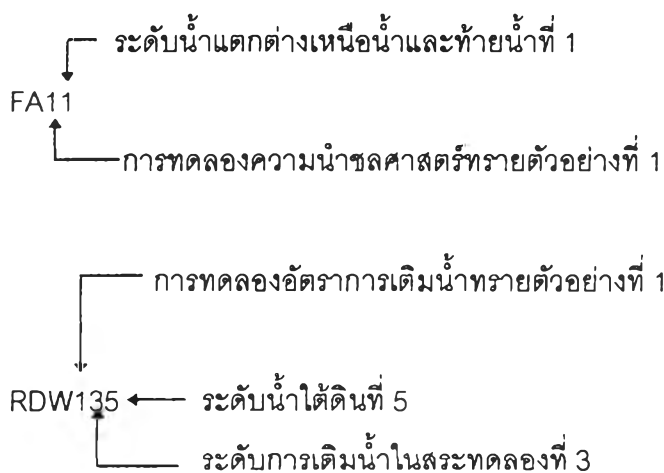 ระดับน้ำแตกต่างเหนือน้ำและท้ายน้ำที่ 1
FA11
การทดลองความนำชลศาสตร์ทรายตัวอย่างที่ 1
การทดลองอัตราการเติมน้ำทรายตัวอย่างที่ 1
RDW135 ระดับน้ำใต้ดินที่ 5
ระดับการเติมน้ำในสระทดลองที่ 3